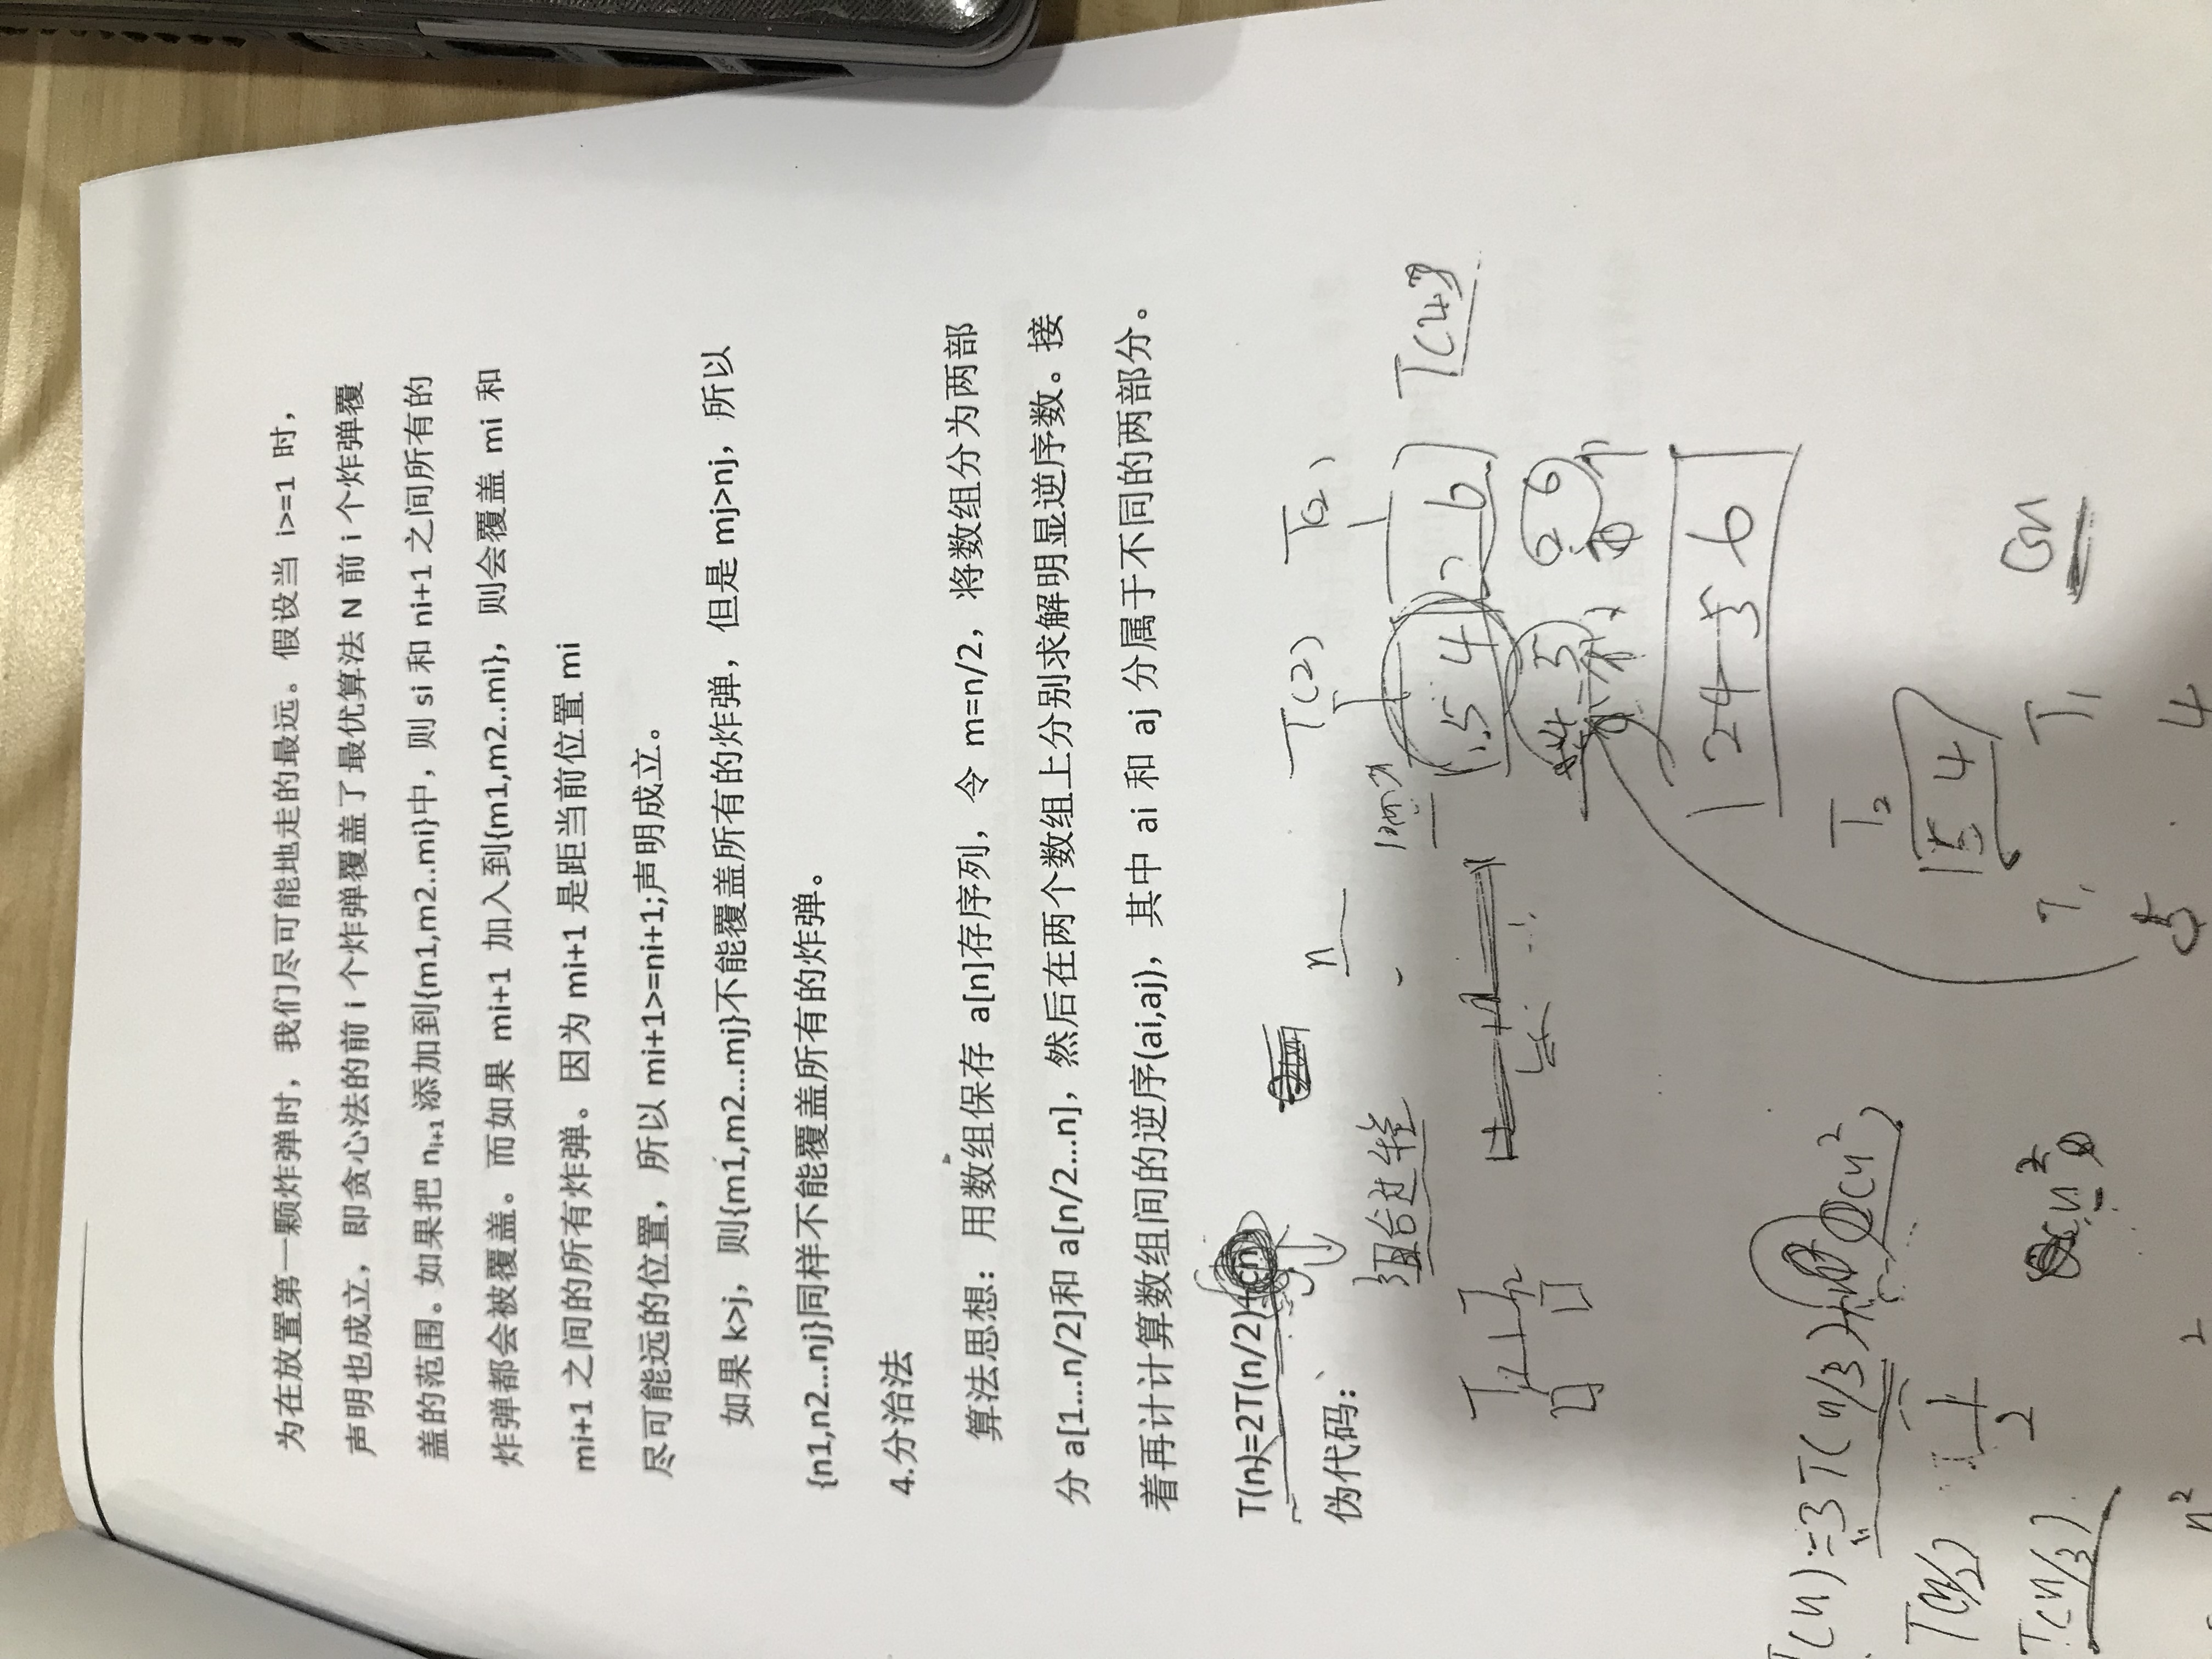 为在放置第一颗炸弹时，我们尽可能地走的最远。假设当 i>=1 时，
声明也成立，即贪心法的前 i 个炸弹覆盖了最优算法 N 前 i 个炸弹覆
盖的范围。如果把 ni+1 添加到{m1,m2..mi}中，则 si 和 ni+1 之间所有的
炸弹都会被覆盖。而如果 mi+1 加入到{m1,m2..mi}，则会覆盖 mi 和
mi+1 之间的所有炸弹。因为 mi+1 是距当前位置 mi
尽可能远的位置，所以 mi+1>=ni+1;声明成立。
如果 k>j，则{m1,m2...mj}不能覆盖所有的炸弹，但是 mj>nj，所以
{n1,n2...nj}同样不能覆盖所有的炸弹。
4.分治法
算法思想：用数组保存 a[n]存序列，令 m=n/2，将数组分为两部
分 a[1...n/2]和 a[n/2...n]，然后在两个数组上分别求解明显逆序数。接
着再计计算数组间的逆序(ai,aj)，其中 ai 和 aj 分属于不同的两部分。
T(n)=2T(n/2)+cn
伪代码：
n
T(2) T(2)
组合过程
5 4 2 6
4 5 2 6
2 4 5 6
T(n)=3T(n/3)+ O(n²)
T2
T(n/2)
5 4
2
T(n/3)
T1 T1 Cn
5 4
n² 2